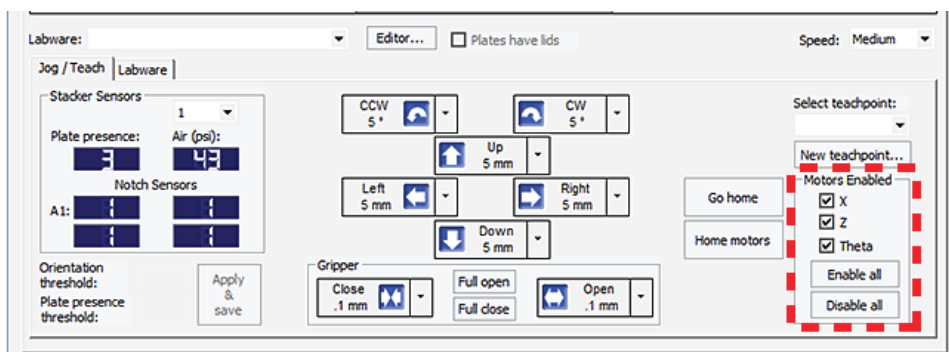 Labware: Editor... Plates have lids Speed: Medium
Jog / Teach Labware
Stacker Sensors
1
Plate presence: Air (psi):
3 43
Notch Sensors
A1: 1 1
1 1
Orientation threshold:
Plate presence threshold:
Apply & save
CCW 5 °
CW 5 °
Up 5 mm
Left 5 mm
Right 5 mm
Down 5 mm
Gripper
Close .1 mm
Full open
Full close
Open .1 mm
Go home
Home motors
Select teachpoint:
New teachpoint...
Motors Enabled
X
Z
Theta
Enable all
Disable all